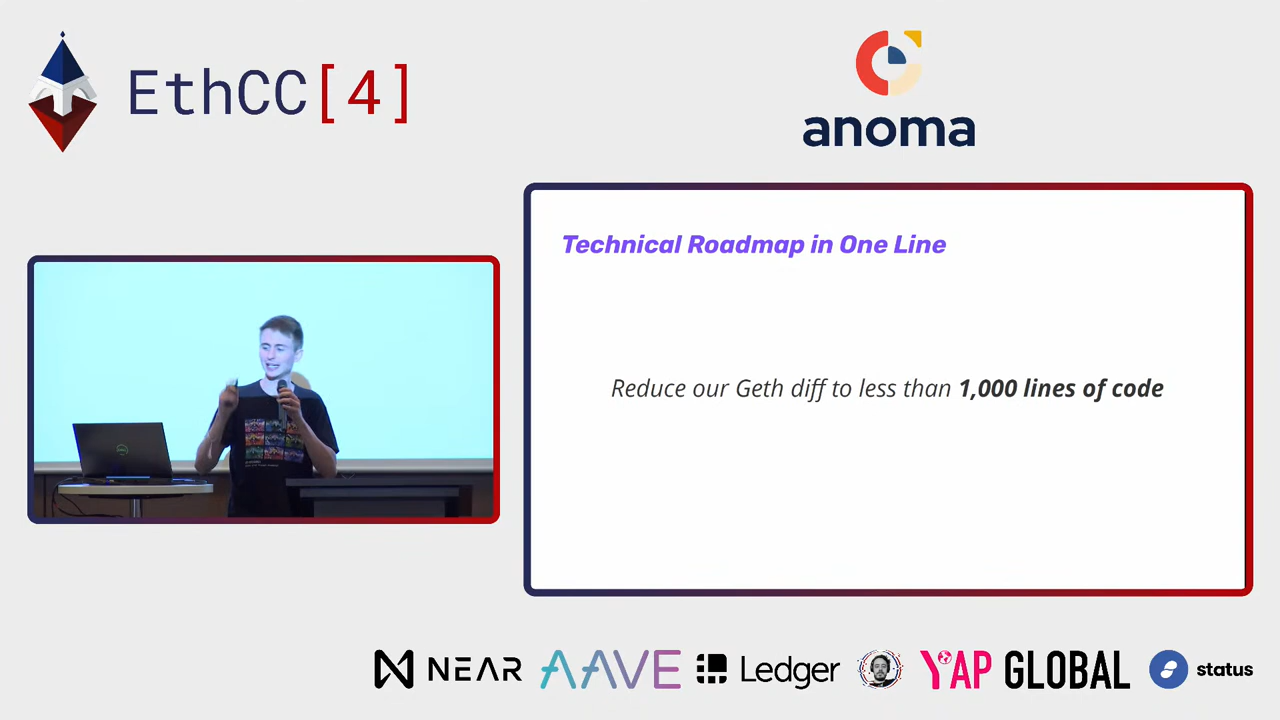 EthCC[4]
anoma
Technical Roadmap in One Line
Reduce our Geth diff to less than 1,000 lines of code
NEAR
AAVE
Ledger
YAP GLOBAL
status